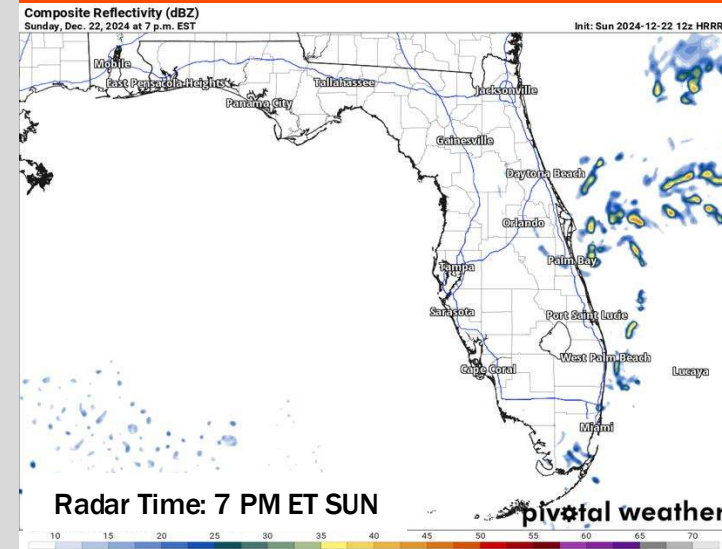 Composite Reflectivity (dBZ)
Sunday, Dec. 22, 2024 at 7 p.m. EST Init: Sun 2024-12-22 12z HRRR
Mobile
East Pensacola Heights
Tallahassee
Jacksonville
Panama City
Gainesville
Daytona Beach
Orlando
Palm Bay
Tampa
Sarasota
Port Saint Lucie
West Palm Beach
Cape Coral
Lucaya
Miami
Radar Time: 7 PM ET SUN
pivotal weather
10 15 20 25 30 35 40 45 50 55 60 65 70